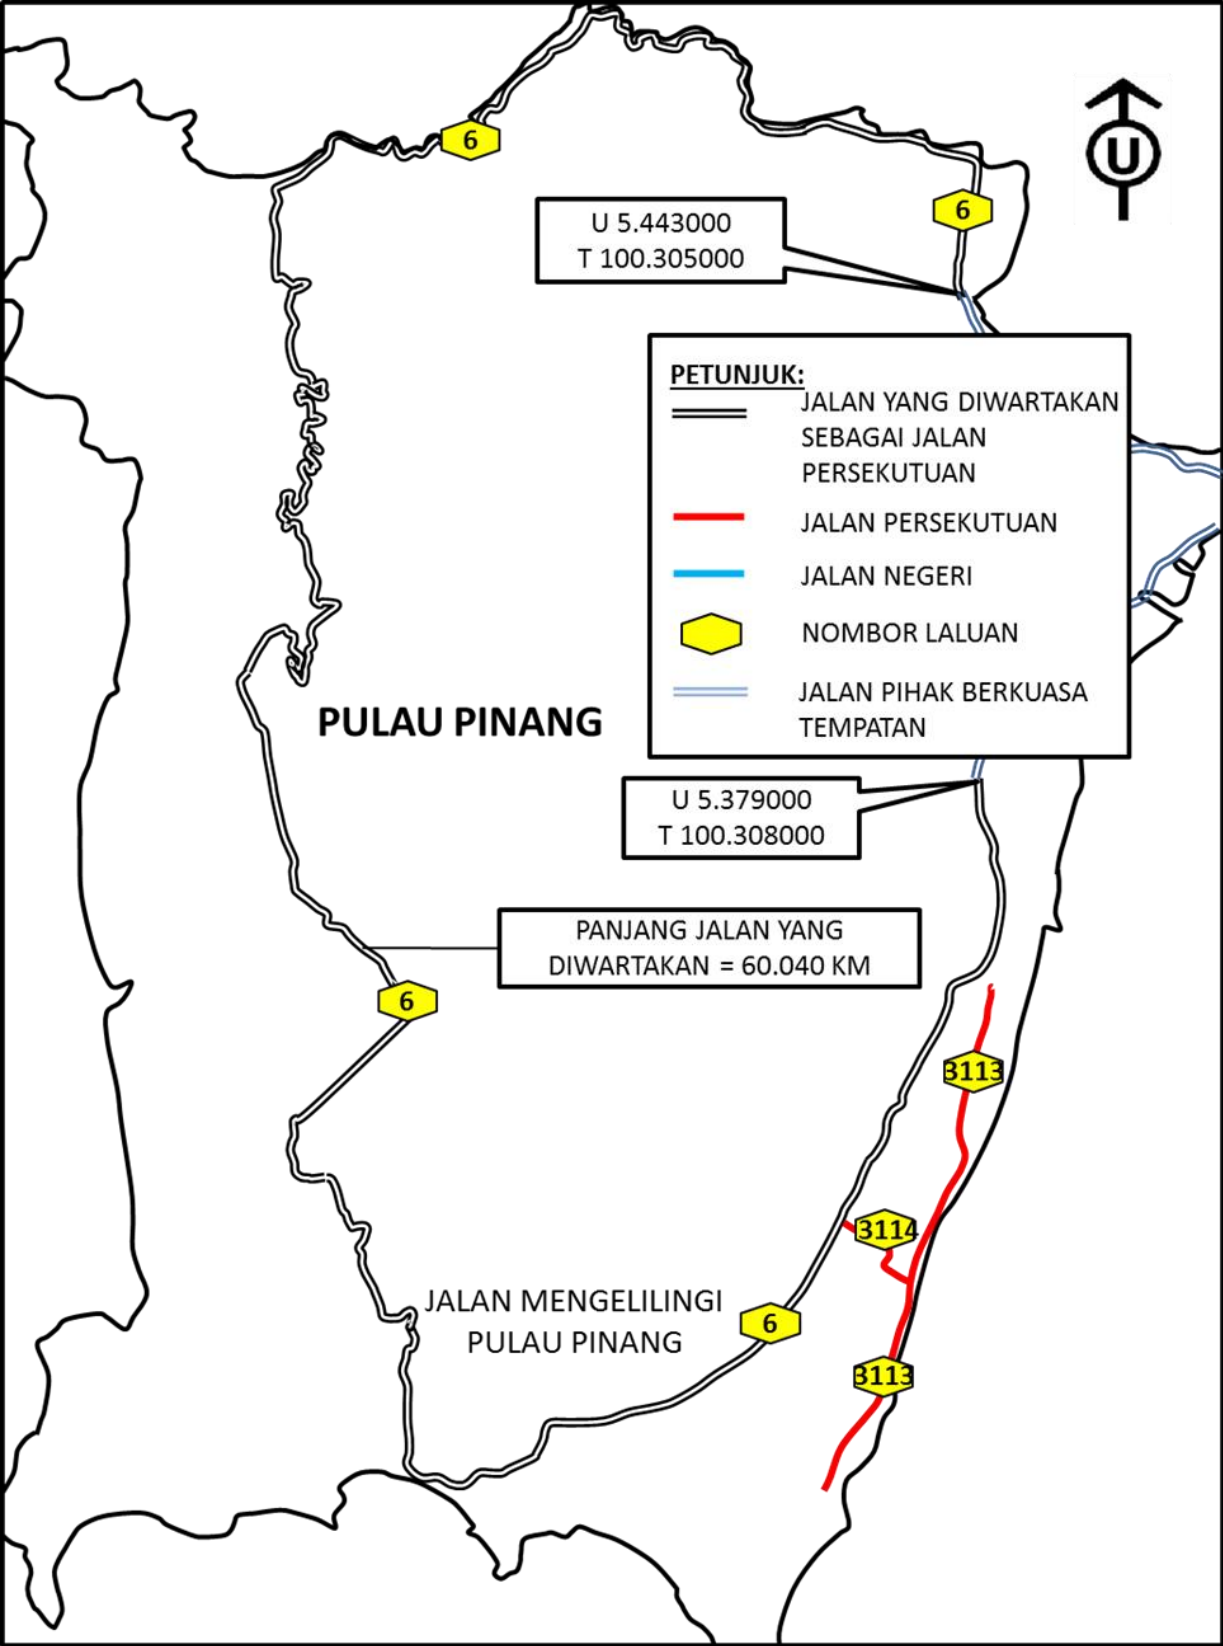 6
U
6
U 5.443000
T 100.305000
PETUNJUK:
JALAN YANG DIWARTAKAN
SEBAGAI JALAN
PERSEKUTUAN
JALAN PERSEKUTUAN
JALAN NEGERI
NOMBOR LALUAN
JALAN PIHAK BERKUASA
TEMPATAN
PULAU PINANG
U 5.379000
T 100.308000
PANJANG JALAN YANG
DIWARTAKAN = 60.040 KM
6
3113
3114
JALAN MENGELILINGI
PULAU PINANG
6
3113